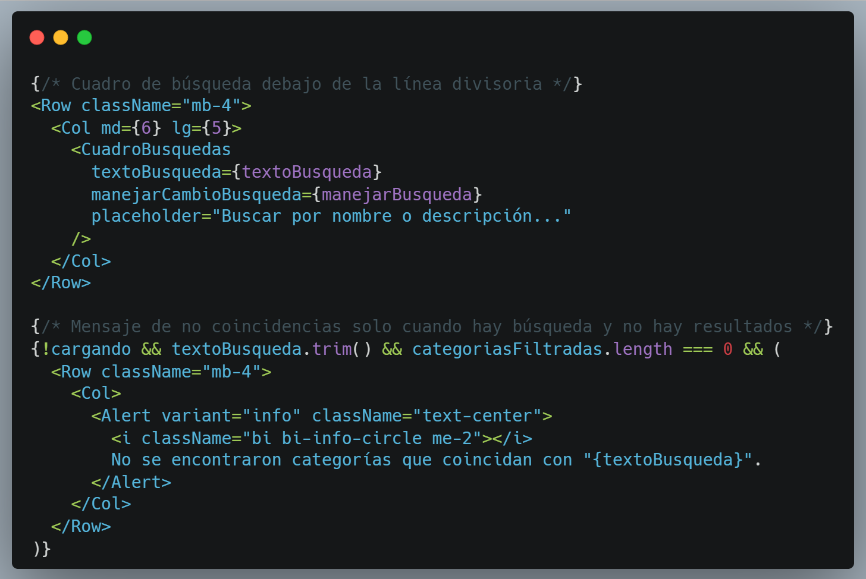 {/* Cuadro de búsqueda debajo de la línea divisoria */}
<Row className="mb-4">
  <Col md={6} lg={5}>
    <CuadroBusquedas
      textoBusqueda={textoBusqueda}
      manejarCambioBusqueda={manejarBusqueda}
      placeholder="Buscar por nombre o descripción..."
    />
  </Col>
</Row>

{/* Mensaje de no coincidencias solo cuando hay búsqueda y no hay resultados */}
{!cargando && textoBusqueda.trim() && categoriasFiltradas.length === 0 && (
  <Row className="mb-4">
    <Col>
      <Alert variant="info" className="text-center">
        <i className="bi bi-info-circle me-2"></i>
        No se encontraron categorías que coincidan con "{textoBusqueda}".
      </Alert>
    </Col>
  </Row>
)}